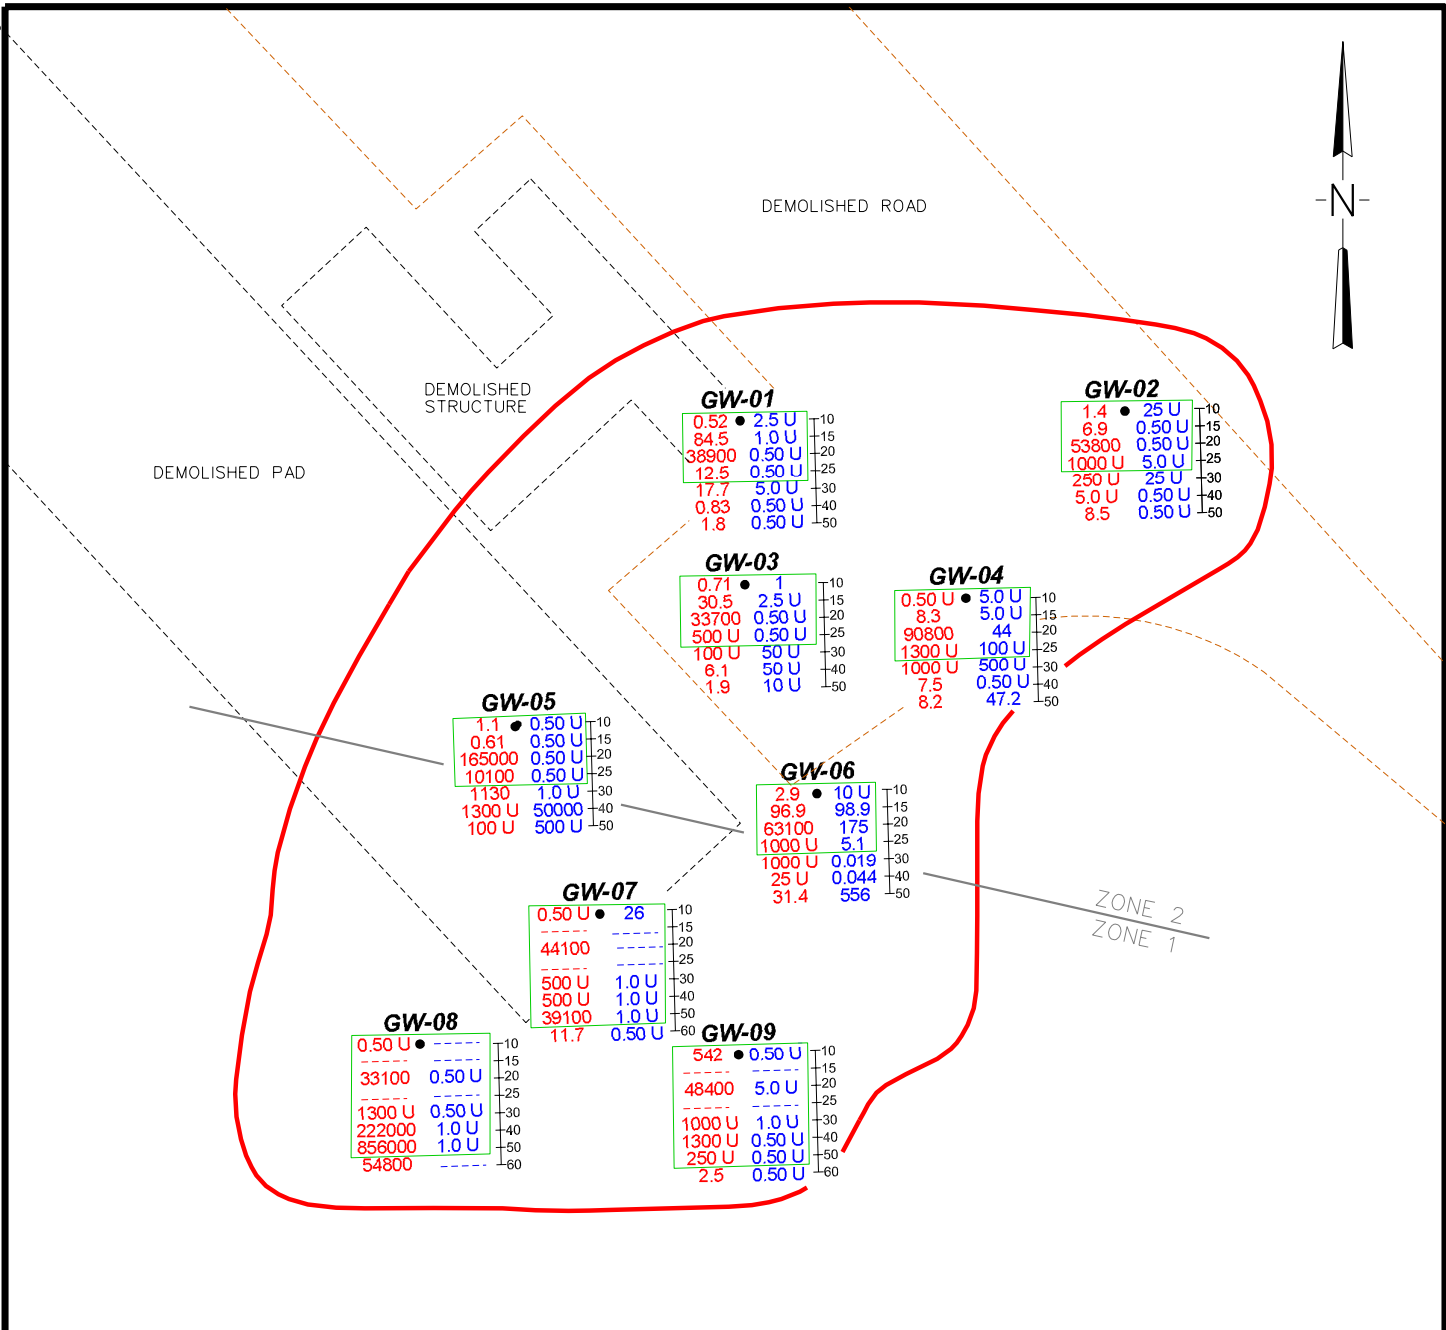 -N-
DEMOLISHED ROAD
DEMOLISHED
STRUCTURE
DEMOLISHED PAD
GW-01
0.52 2.5 U 10
84.5 1.0 U 15
38900 0.50 U 20
12.5 0.50 U 25
17.7 5.0 U 30
0.83 0.50 U 40
1.8 0.50 U 50
GW-02
1.4 25 U 10
6.9 0.50 U 15
53800 0.50 U 20
1000 U 5.0 U 25
250 U 25 U 30
5.0 U 0.50 U 40
8.5 0.50 U 50
GW-03
0.71 1 10
30.5 2.5 U 15
33700 0.50 U 20
500 U 0.50 U 25
100 U 50 U 30
6.1 50 U 40
1.9 10 U 50
GW-04
0.50 U 5.0 U 10
8.3 5.0 U 15
90800 44 20
1300 U 100 U 25
1000 U 500 U 30
7.5 0.50 U 40
8.2 47.2 50
GW-05
1.1 0.50 U 10
0.61 0.50 U 15
165000 0.50 U 20
10100 0.50 U 25
1130 1.0 U 30
1300 U 50000 40
100 U 500 U 50
GW-06
2.9 10 U 10
96.9 98.9 15
63100 175 20
1000 U 5.1 25
1000 U 0.019 30
25 U 0.044 40
31.4 556 50
ZONE 2
ZONE 1
GW-07
0.50 U 26 10
----- ----- 15
44100 ----- 20
----- ----- 25
500 U 1.0 U 30
500 U 1.0 U 40
39100 1.0 U 50
11.7 0.50 U 60
GW-08
0.50 U ----- 10
----- ----- 15
33100 0.50 U 20
----- ----- 25
1300 U 0.50 U 30
222000 1.0 U 40
856000 1.0 U 50
54800 ----- 60
GW-09
542 0.50 U 10
----- ----- 15
48400 5.0 U 20
----- ----- 25
1000 U 1.0 U 30
1300 U 0.50 U 40
250 U 0.50 U 50
2.5 0.50 U 60